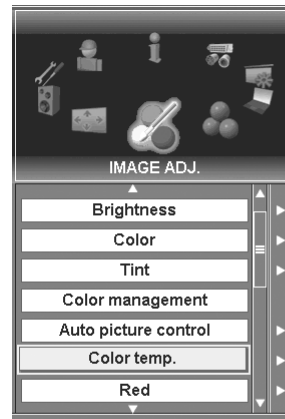 IMAGE ADJ.
Brightness
Color
Tint
Color management
Auto picture control
Color temp.
Red